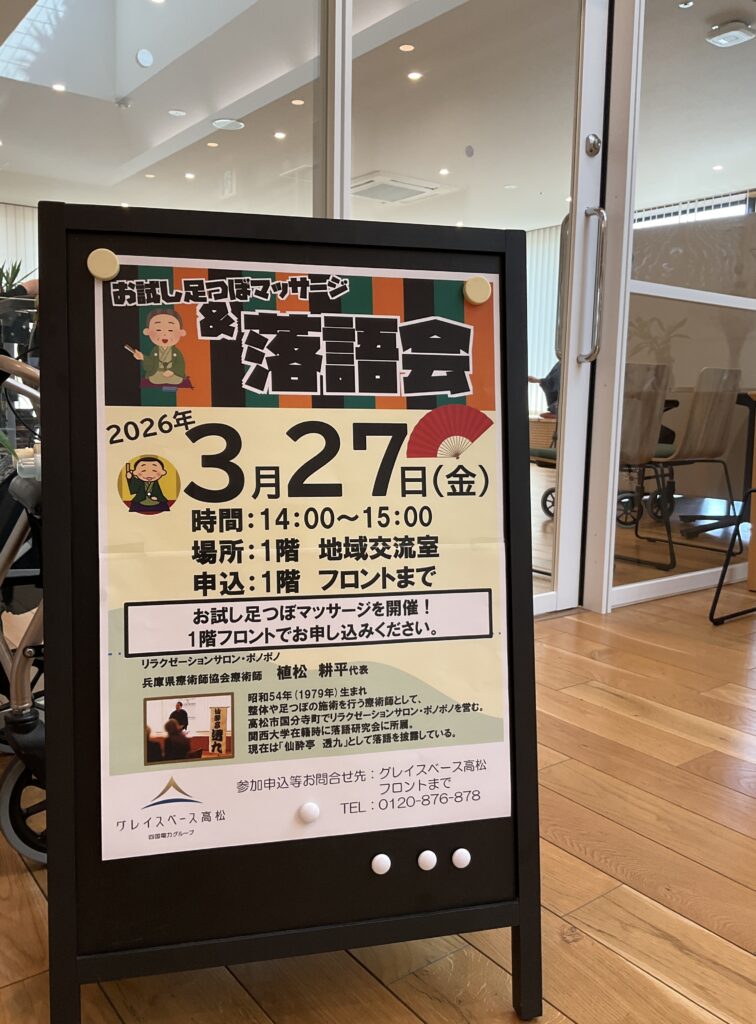 お試し足つぼマッサージ
&
落語会
2026年
3月27日(金)
時間:14:00～15:00
場所:1階 地域交流室
申込:1階 フロントまで
お試し足つぼマッサージを開催！
1階フロントでお申し込みください。
リラクゼーションサロン・ポノポノ
兵庫県療術師協会療術師 植松 耕平代表
昭和54年(1979年)生まれ
整体や足つぼの施術を行う療術師として、
高松市国分寺町でリラクゼーションサロン・ポノポノを営む。
関西大学在籍時に落語研究会に所属。
現在は「仙酔亭 透九」として落語を披露している。
透九
グレイスベース高松
四国電力グループ
参加申込等お問合せ先：グレイスベース高松
フロントまで
TEL：0120-876-878